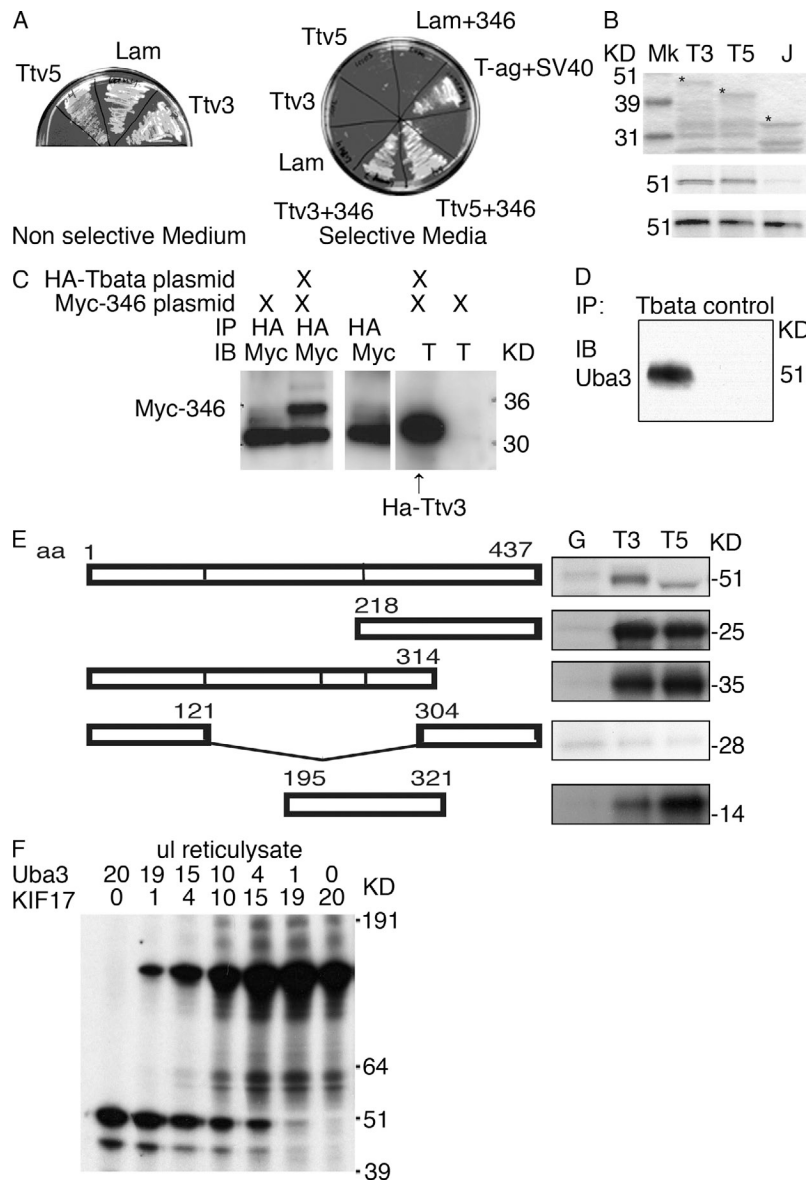 A
Ttv5
Lam
Ttv3
Non selective Medium
Ttv5
Lam+346
T-ag+SV40
Ttv3
Lam
Ttv3+346
Ttv5+346
Selective Media
B
KD Mk T3 T5 J
51
39
31
* * *
51
51
C
HA-Tbata plasmid X X
Myc-346 plasmid X X X X
IP HA HA HA
IB Myc Myc Myc T T KD
Myc-346
36
30
↑
Ha-Ttv3
D
IP: Tbata control
IB
Uba3
KD
51
E
aa 1 437
G T3 T5 KD
-51
218
-25
314
-35
121 304
-28
195 321
-14
F
ul reticulysate
Uba3 20 19 15 10 4 1 0
KIF17 0 1 4 10 15 19 20
KD
191
64
51
39